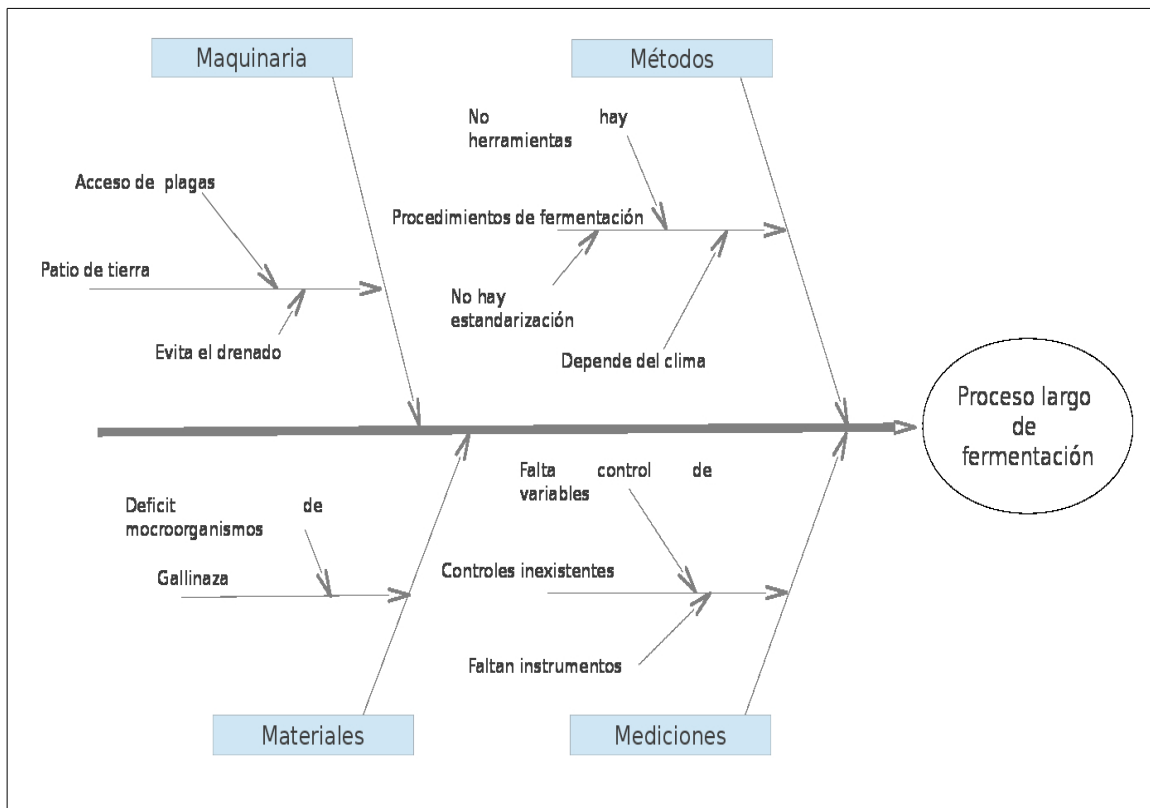 Maquinaria
Métodos
No hay
herramientas
Acceso de plagas
Procedimientos de fermentación
Patio de tierra
No hay
estandarización
Evita el drenado
Depende del clima
Proceso largo
de
fermentación
Falta control de
variables
Deficit de
mocroorganismos
Gallinaza
Controles inexistentes
Faltan instrumentos
Materiales
Mediciones